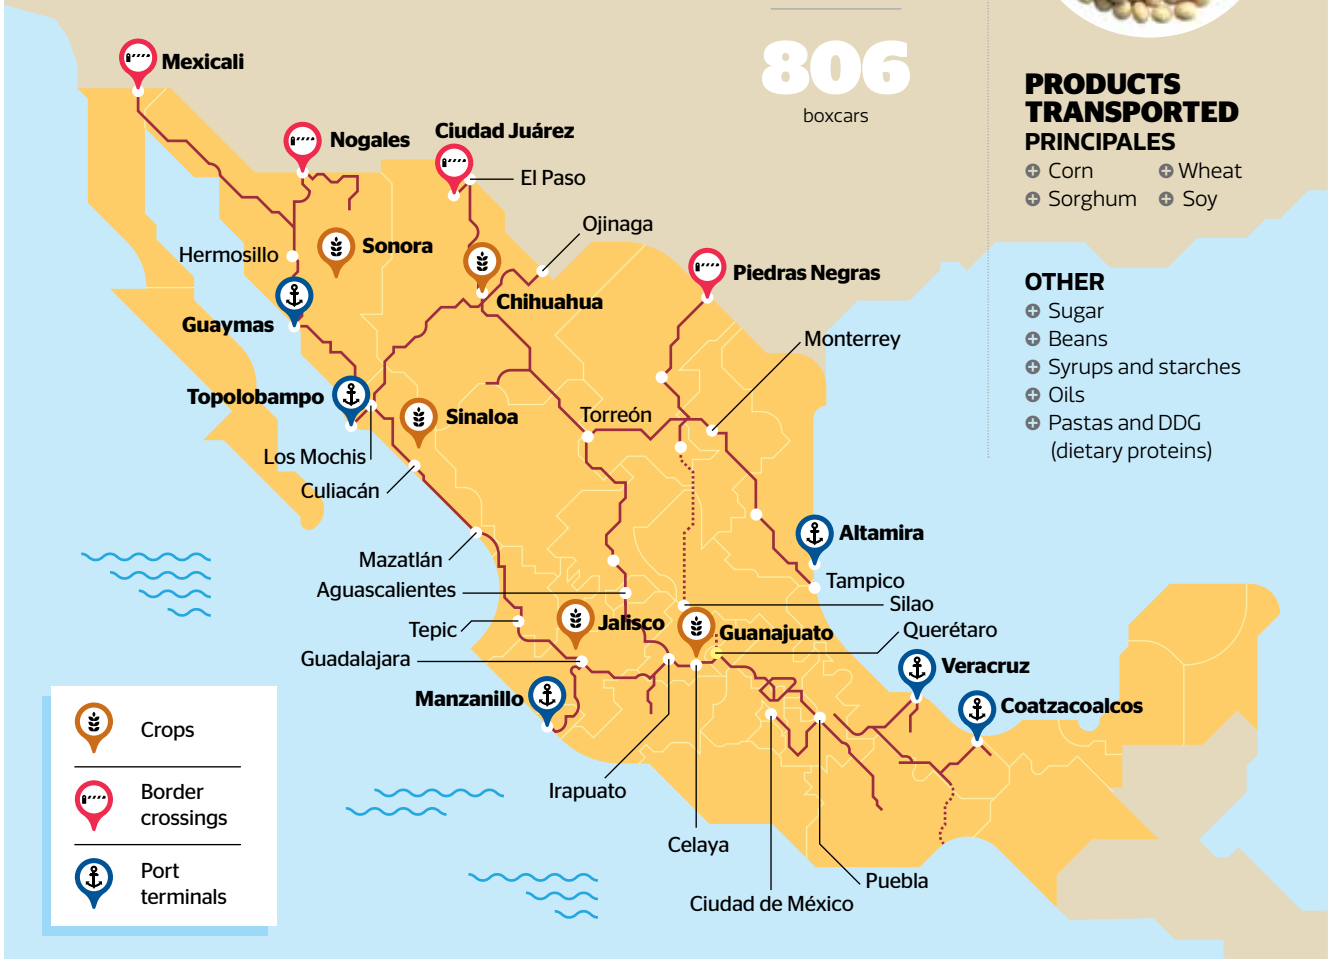 806
boxcars
PRODUCTS
TRANSPORTED
PRINCIPALES
Corn
Wheat
Sorghum
Soy
OTHER
Sugar
Beans
Syrups and starches
Oils
Pastas and DDG
(dietary proteins)
Mexicali
Nogales
Ciudad Juárez
El Paso
Ojinaga
Hermosillo
Sonora
Piedras Negras
Chihuahua
Guaymas
Monterrey
Topolobampo
Sinaloa
Torreón
Los Mochis
Culiacán
Altamira
Mazatlán
Tampico
Aguascalientes
Silao
Jalisco
Guanajuato
Tepic
Querétaro
Guadalajara
Veracruz
Manzanillo
Coatzacoalcos
Irapuato
Celaya
Puebla
Ciudad de México
Crops
Border
crossings
Port
terminals